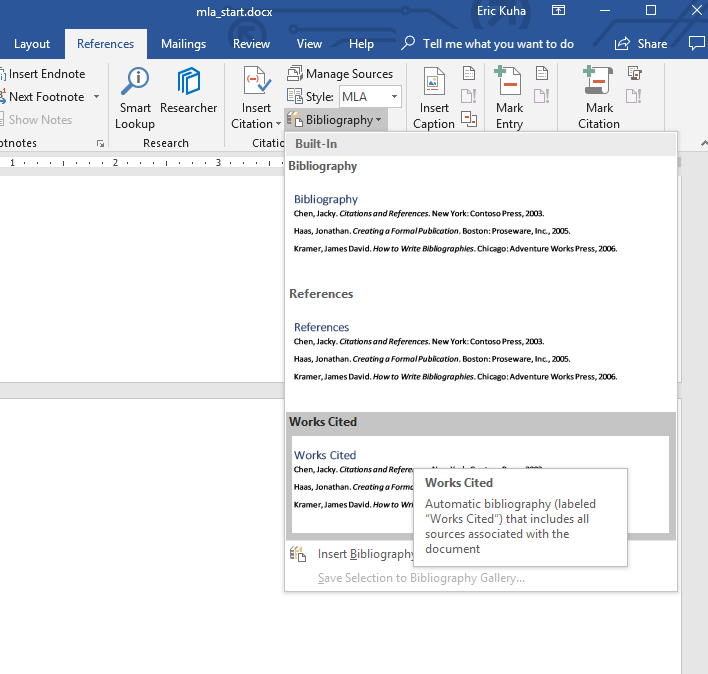 mla_start.docx
Eric Kuha
Layout References Mailings Review View Help Tell me what you want to do Share
Insert Endnote
Next Footnote
Show Notes
otnotes
Smart
Lookup
Researcher
Research
Insert
Citation
Manage Sources
Style: MLA
Bibliography
Citatio
Insert
Caption
Mark
Entry
Mark
Citation
1 2 3
Built-In
Bibliography
Bibliography
Chen, Jacky. Citations and References. New York: Contoso Press, 2003.
Haas, Jonathan. Creating a Formal Publication. Boston: Proseware, Inc., 2005.
Kramer, James David. How to Write Bibliographies. Chicago: Adventure Works Press, 2006.
References
References
Chen, Jacky. Citations and References. New York: Contoso Press, 2003.
Haas, Jonathan. Creating a Formal Publication. Boston: Proseware, Inc., 2005.
Kramer, James David. How to Write Bibliographies. Chicago: Adventure Works Press, 2006.
Works Cited
Works Cited
Chen, Jacky. Citations and Refere
Haas, Jonathan. Creating a Forma
Kramer, James David. How to Wri
Works Cited
Automatic bibliography (labeled
“Works Cited”) that includes all
sources associated with the
document
Insert Bibliography
Save Selection to Bibliography Gallery...